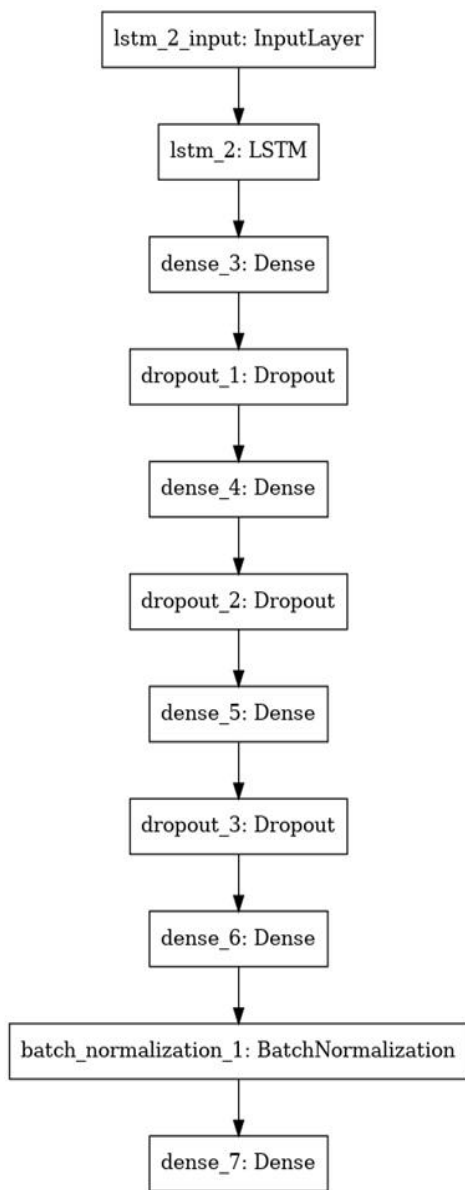 lstm_2_input: InputLayer
lstm_2: LSTM
dense_3: Dense
dropout_1: Dropout
dense_4: Dense
dropout_2: Dropout
dense_5: Dense
dropout_3: Dropout
dense_6: Dense
batch_normalization_1: BatchNormalization
dense_7: Dense